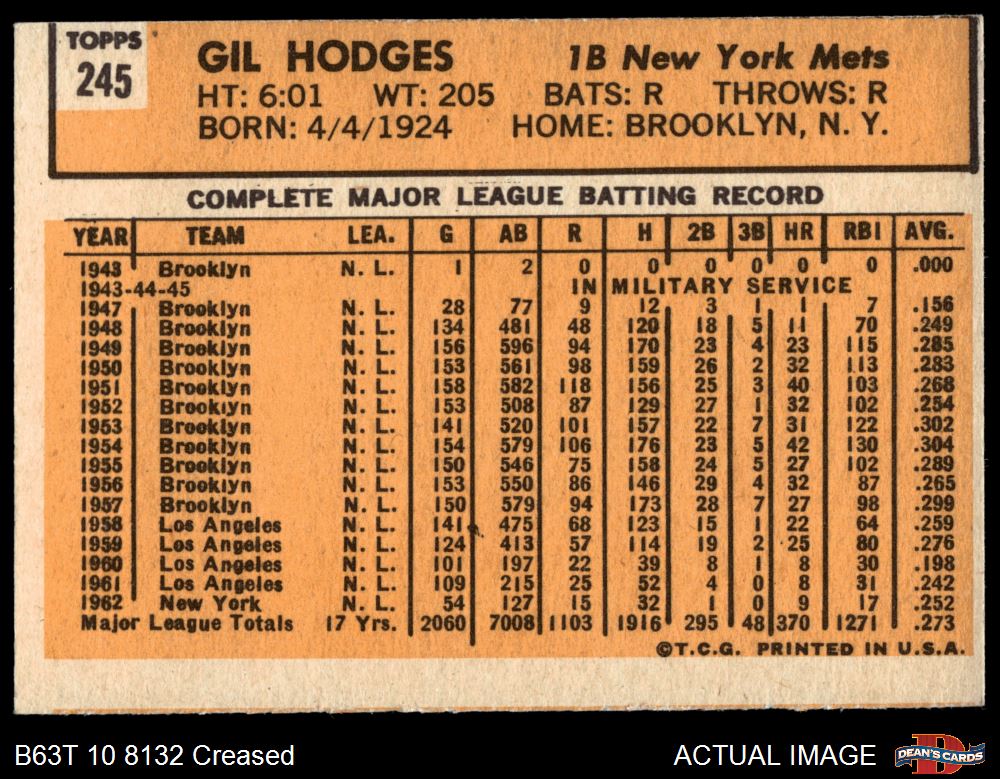 TOPPS
245
GIL HODGES 1B New York Mets
HT: 6:01 WT: 205 BATS: R THROWS: R
BORN: 4/4/1924 HOME: BROOKLYN, N. Y.
COMPLETE MAJOR LEAGUE BATTING RECORD
YEAR TEAM LEA. G AB R H 2B 3B HR RBI AVG.
1943 Brooklyn N. L. 1 2 0 0 0 0 0 0 .000
1943-44-45 IN MILITARY SERVICE
1947 Brooklyn N. L. 28 77 9 12 3 1 1 7 .156
1948 Brooklyn N. L. 134 481 48 120 18 5 11 70 .249
1949 Brooklyn N. L. 156 596 94 170 23 4 23 115 .285
1950 Brooklyn N. L. 153 561 98 159 26 2 32 113 .283
1951 Brooklyn N. L. 158 582 118 156 25 3 40 103 .268
1952 Brooklyn N. L. 153 508 87 129 27 1 32 102 .254
1953 Brooklyn N. L. 141 520 101 157 22 7 31 122 .302
1954 Brooklyn N. L. 154 579 106 176 23 5 42 130 .304
1955 Brooklyn N. L. 150 546 75 158 24 5 27 102 .289
1956 Brooklyn N. L. 153 550 86 146 29 4 32 87 .265
1957 Brooklyn N. L. 150 579 94 173 28 7 27 98 .299
1958 Los Angeles N. L. 141 475 68 123 15 1 22 64 .259
1959 Los Angeles N. L. 124 413 57 114 19 2 25 80 .276
1960 Los Angeles N. L. 101 197 22 39 8 1 8 30 .198
1961 Los Angeles N. L. 109 215 25 52 4 0 8 31 .242
1962 New York N. L. 54 127 15 32 1 0 9 17 .252
Major League Totals 17 Yrs. 2060 7008 1103 1916 295 48 370 1271 .273
©T.C.G. PRINTED IN U.S.A.
B63T 10 8132 Creased ACTUAL IMAGE DEAN'S CARDS